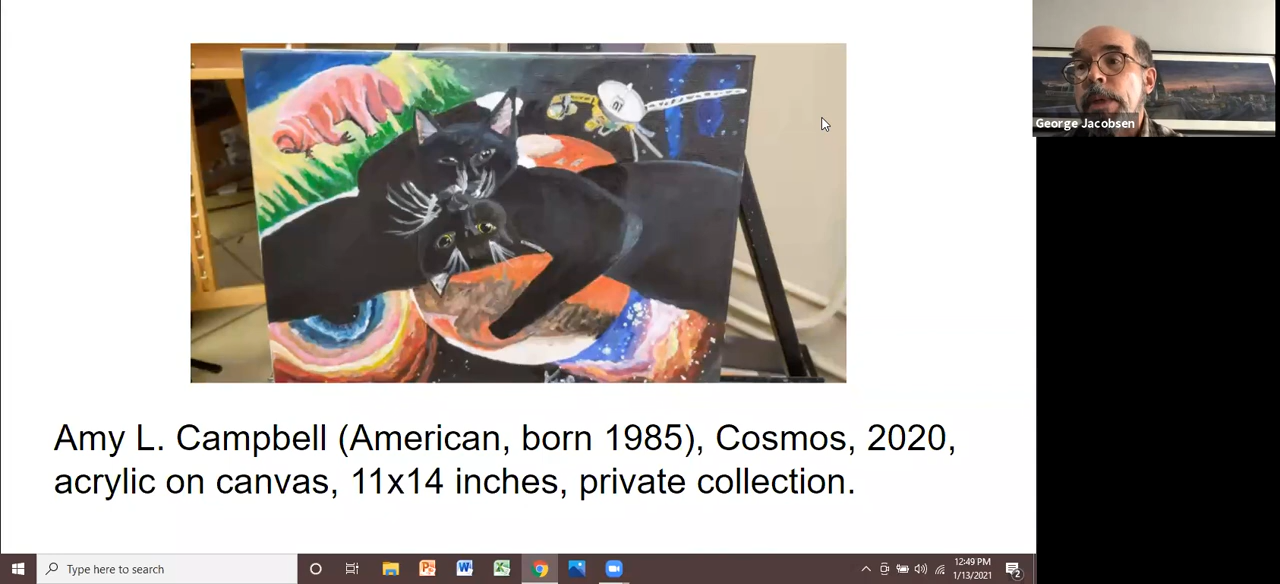 George Jacobsen
Amy L. Campbell (American, born 1985), Cosmos, 2020,
acrylic on canvas, 11x14 inches, private collection.
Type here to search
12:49 PM
1/13/2021
2